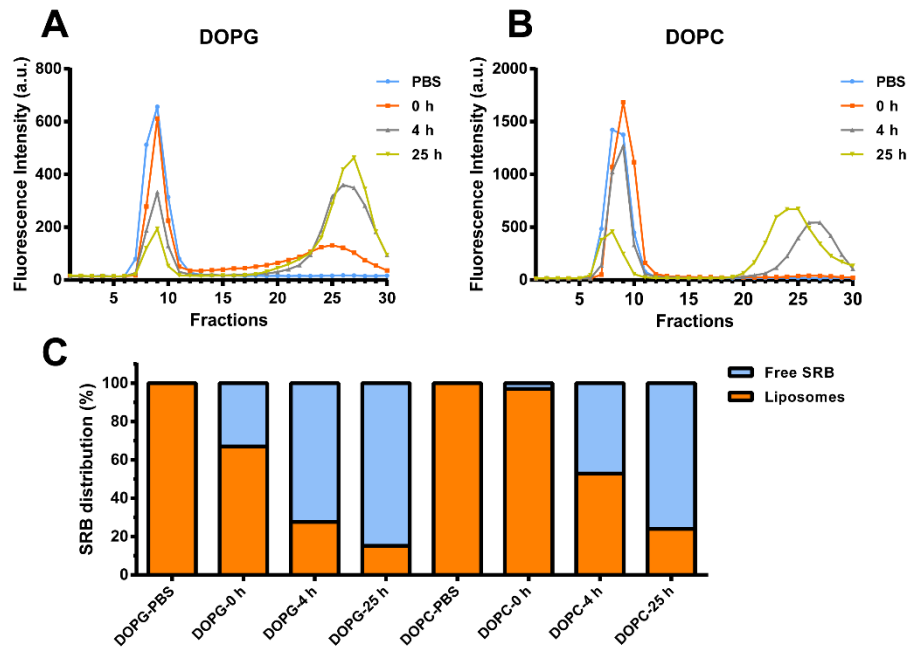 A
DOPG
Fluorescence Intensity (a.u.)
800
600
400
200
0
5
10
15
20
25
30
Fractions
PBS
0 h
4 h
25 h
B
DOPC
Fluorescence Intensity (a.u.)
2000
1500
1000
500
0
5
10
15
20
25
30
Fractions
PBS
0 h
4 h
25 h
C
SRB distribution (%)
100
80
60
40
20
0
DOPG-PBS
DOPG-0 h
DOPG-4 h
DOPG-25 h
DOPC-PBS
DOPC-0 h
DOPC-4 h
DOPC-25 h
Free SRB
Liposomes